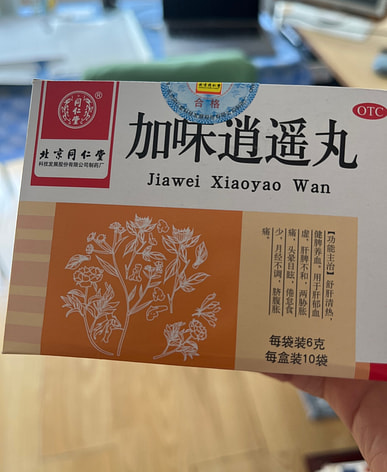 同仁堂
®
北京同仁堂
科技发展股份有限公司制药厂
合格
OTC
加味逍遥丸
Jiawei Xiaoyao Wan
【功能主治】舒肝清热，
健脾养血。用于肝郁血
虚，肝脾不和，两胁胀
痛，头晕目眩，倦怠食
少，月经不调，脐腹胀
痛。
每袋装6克
每盒装10袋